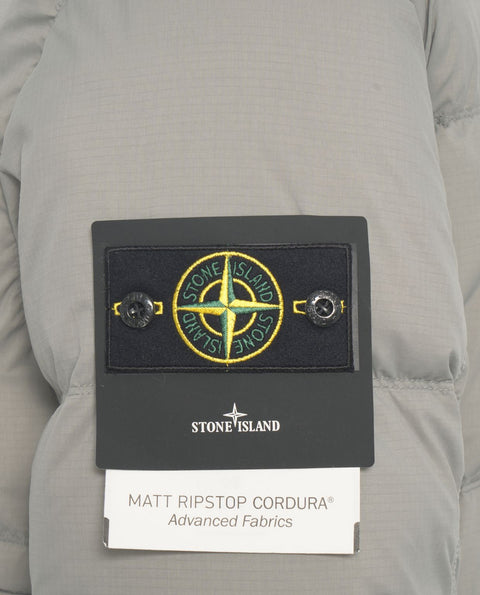 STONE ISLAND
STONE ISLAND
STONE ISLAND
MATT RIPSTOP CORDURA®
Advanced Fabrics